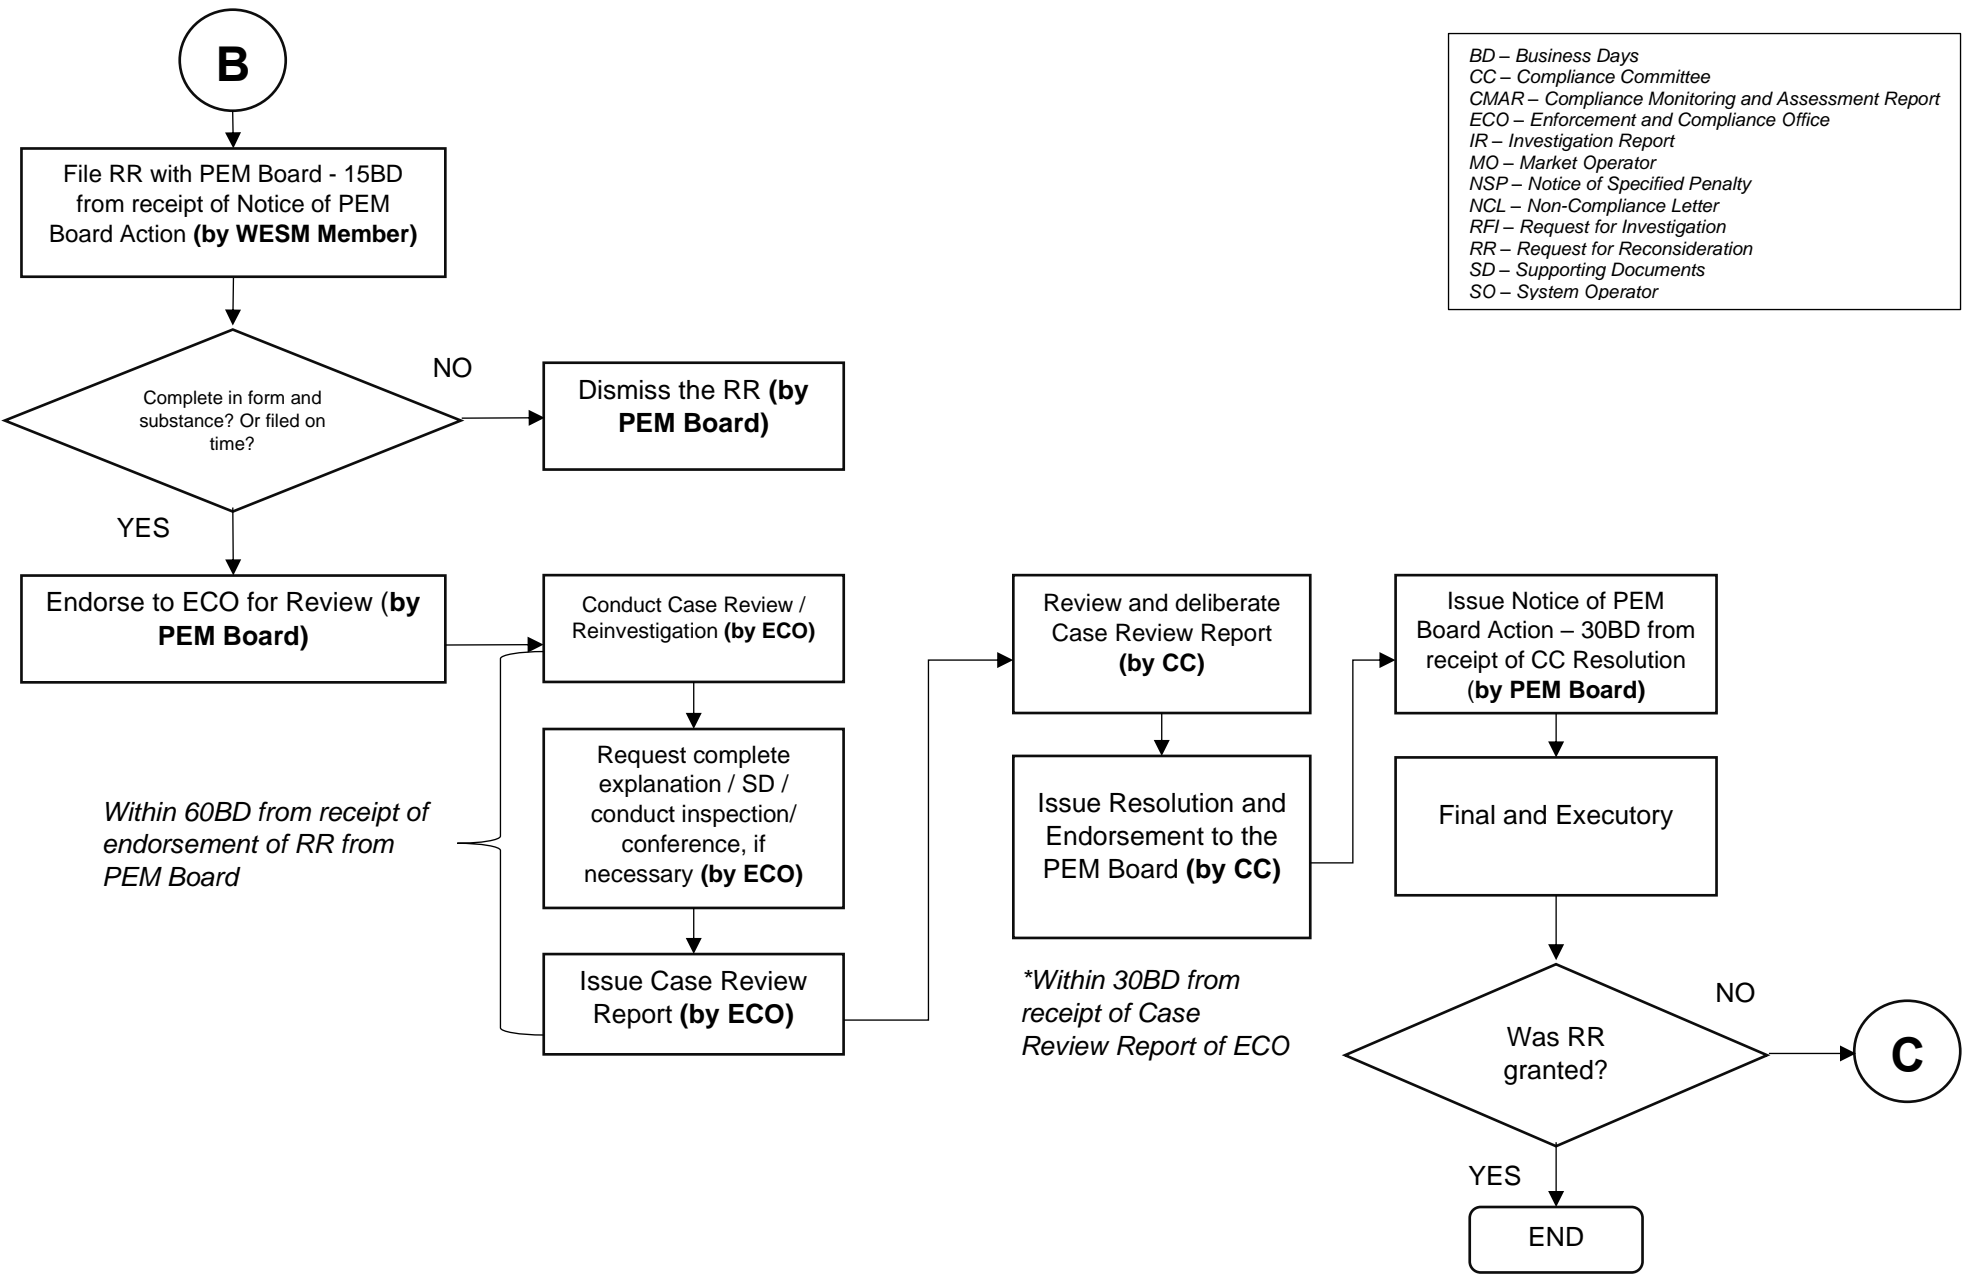 B
BD – Business Days
CC – Compliance Committee
CMAR – Compliance Monitoring and Assessment Report
ECO – Enforcement and Compliance Office
IR – Investigation Report
MO – Market Operator
NSP – Notice of Specified Penalty
NCL – Non-Compliance Letter
RFI – Request for Investigation
RR – Request for Reconsideration
SD – Supporting Documents
SO – System Operator
File RR with PEM Board - 15BD
from receipt of Notice of PEM
Board Action (by WESM Member)
Complete in form and
substance? Or filed on
time?
NO
Dismiss the RR (by
PEM Board)
YES
Endorse to ECO for Review (by
PEM Board)
Conduct Case Review /
Reinvestigation (by ECO)
Request complete
explanation / SD /
conduct inspection/
conference, if
necessary (by ECO)
Issue Case Review
Report (by ECO)
Within 60BD from receipt of
endorsement of RR from
PEM Board
Review and deliberate
Case Review Report
(by CC)
Issue Resolution and
Endorsement to the
PEM Board (by CC)
*Within 30BD from
receipt of Case
Review Report of ECO
Issue Notice of PEM
Board Action – 30BD from
receipt of CC Resolution
(by PEM Board)
Final and Executory
Was RR
granted?
NO
C
YES
END